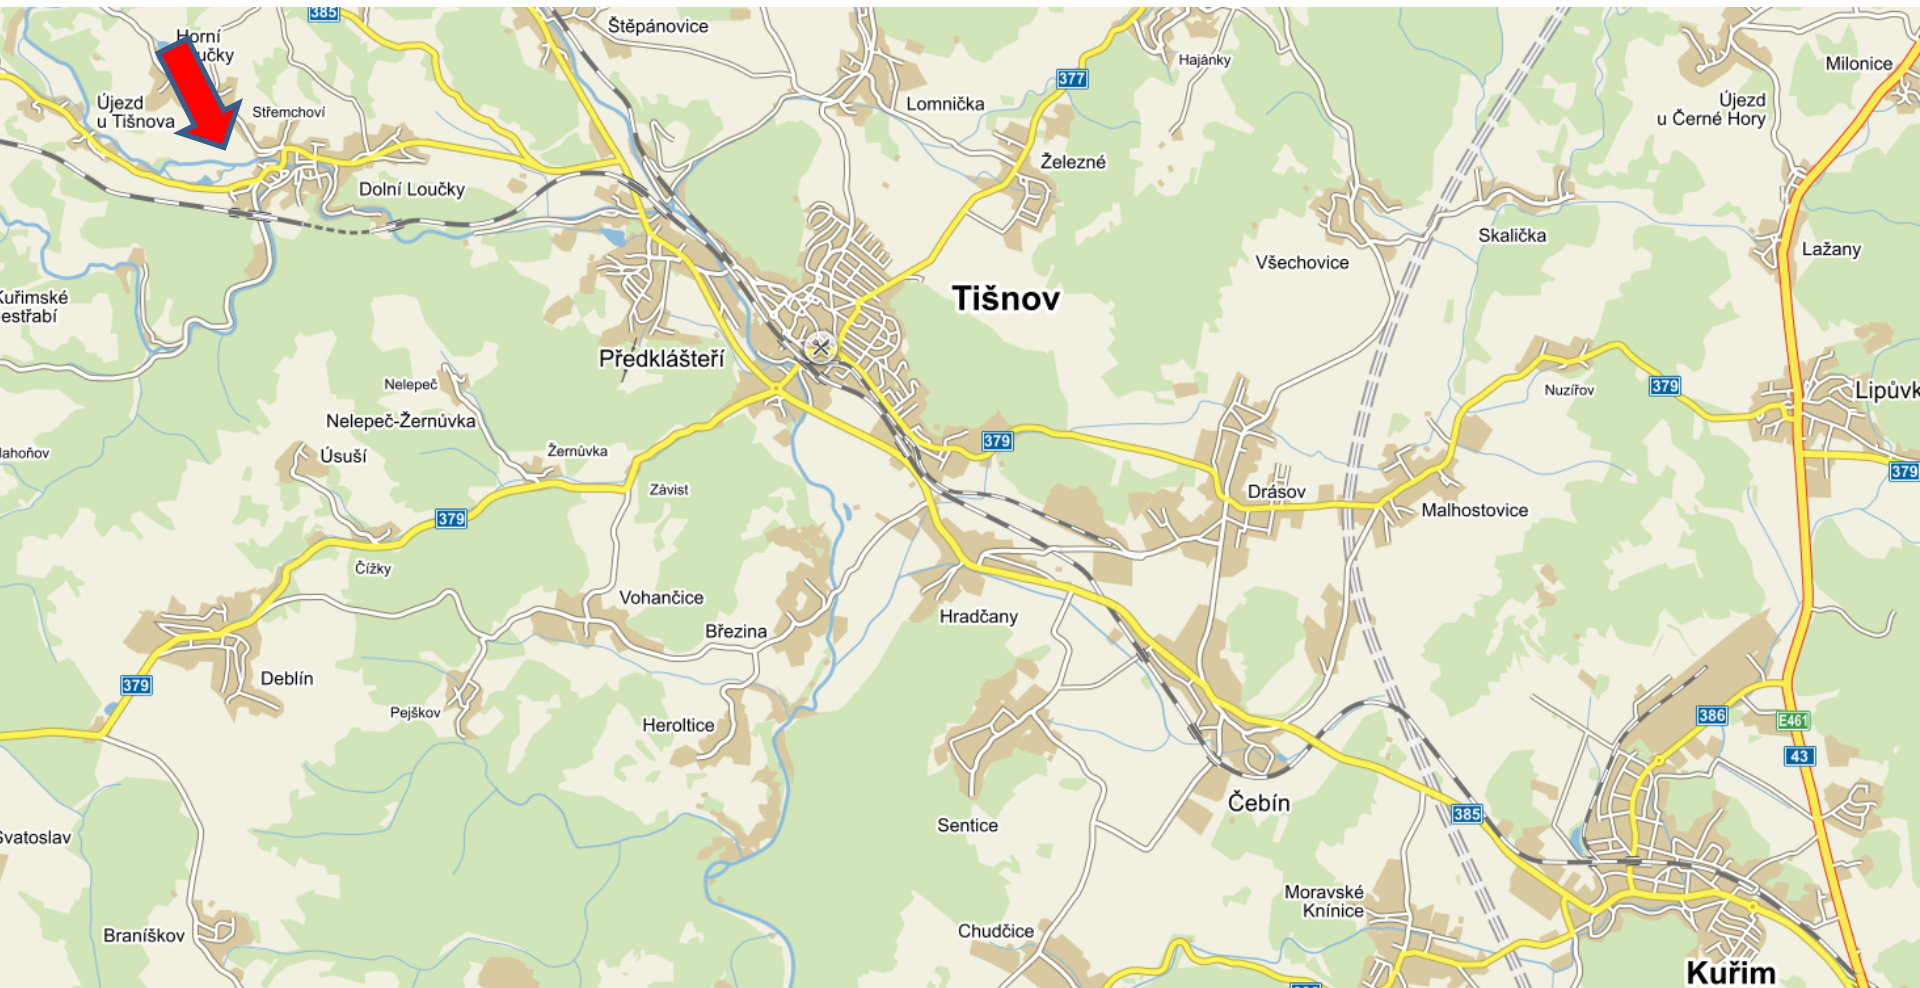 385
Štěpánovice
Horní
Hajánky
377
Milonice
Lomnička
Újezd
u Tišnova
Střemchoví
Újezd
u Černé Hory
Železné
Dolní Loučky
Skalička
Lažany
Všechovice
Tišnov
Předklášteří
Nelepeč
379
Nuzířov
Nelepeč-Žernůvka
Úsuší
Žernůvka
379
379
Závist
Drásov
Malhostovice
379
Čížky
Vohančice
Březina
Hradčany
Deblín
379
Pejškov
Heroltice
386
E461
43
Čebín
385
Sentice
Moravské
Knínice
Chudčice
Braníškov
Kuřim